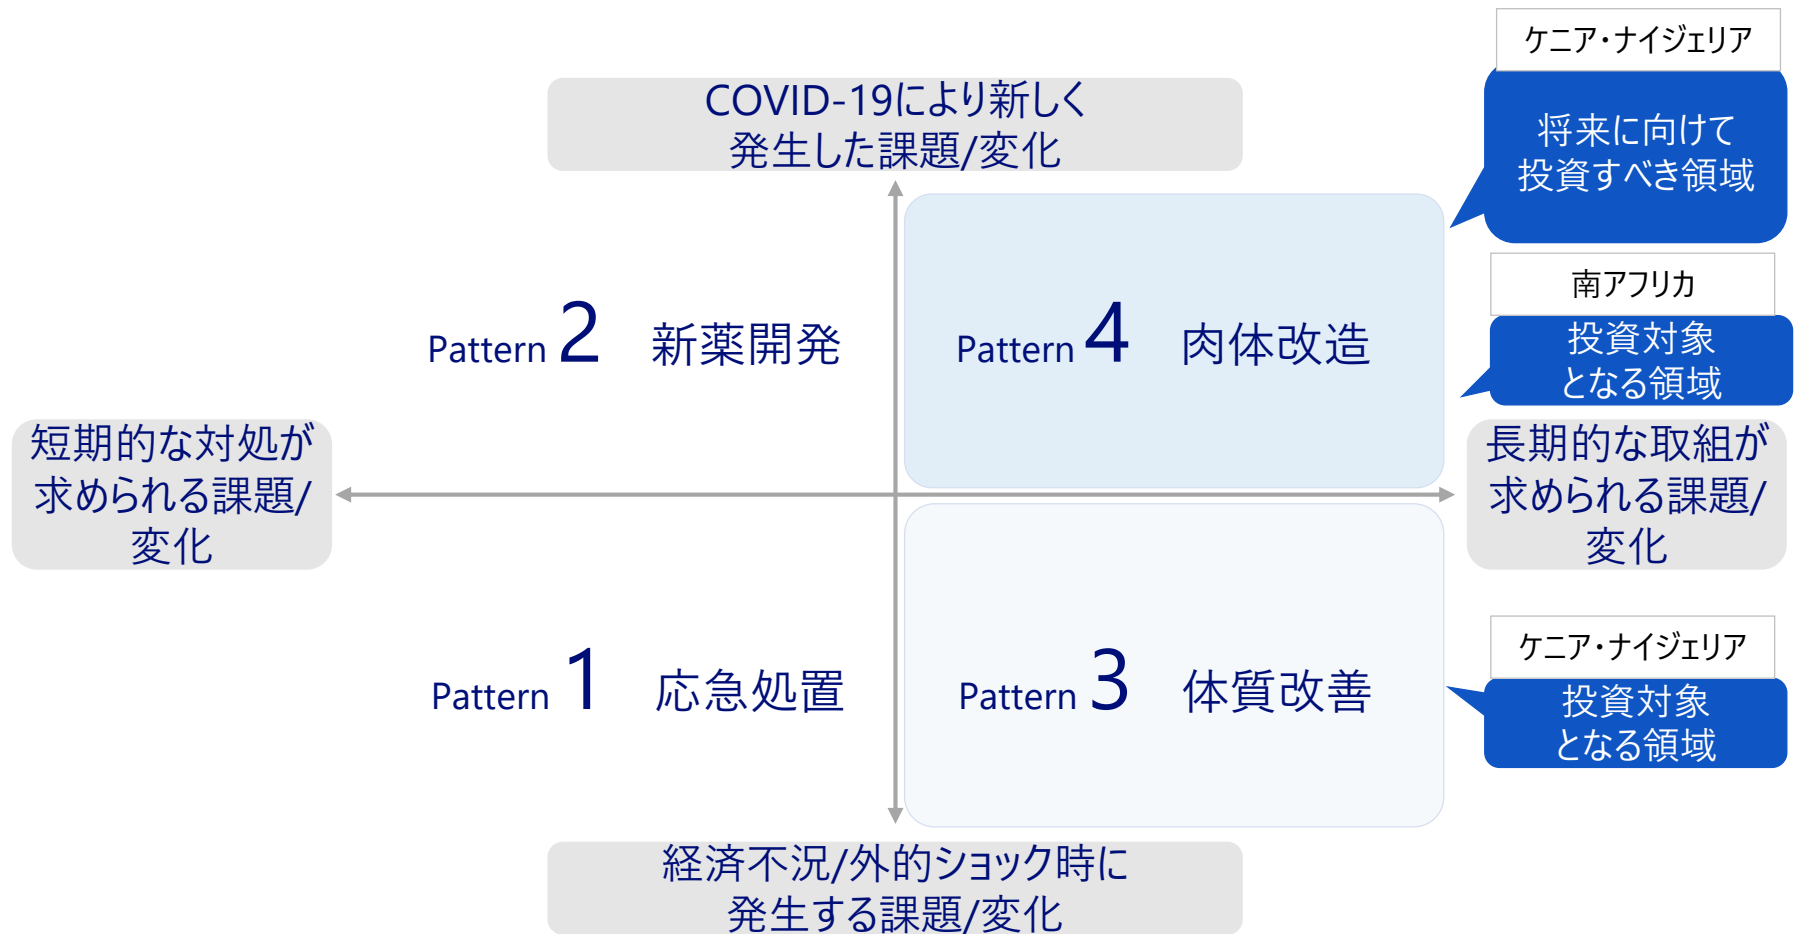 ケニア・ナイジェリア
COVID-19により新しく
発生した課題/変化
将来に向けて
投資すべき領域
南アフリカ
Pattern 2 新薬開発
Pattern 4 肉体改造
投資対象
となる領域
短期的な対処が
求められる課題/
変化
長期的な取組が
求められる課題/
変化
ケニア・ナイジェリア
Pattern 1 応急処置
Pattern 3 体質改善
投資対象
となる領域
経済不況/外的ショック時に
発生する課題/変化